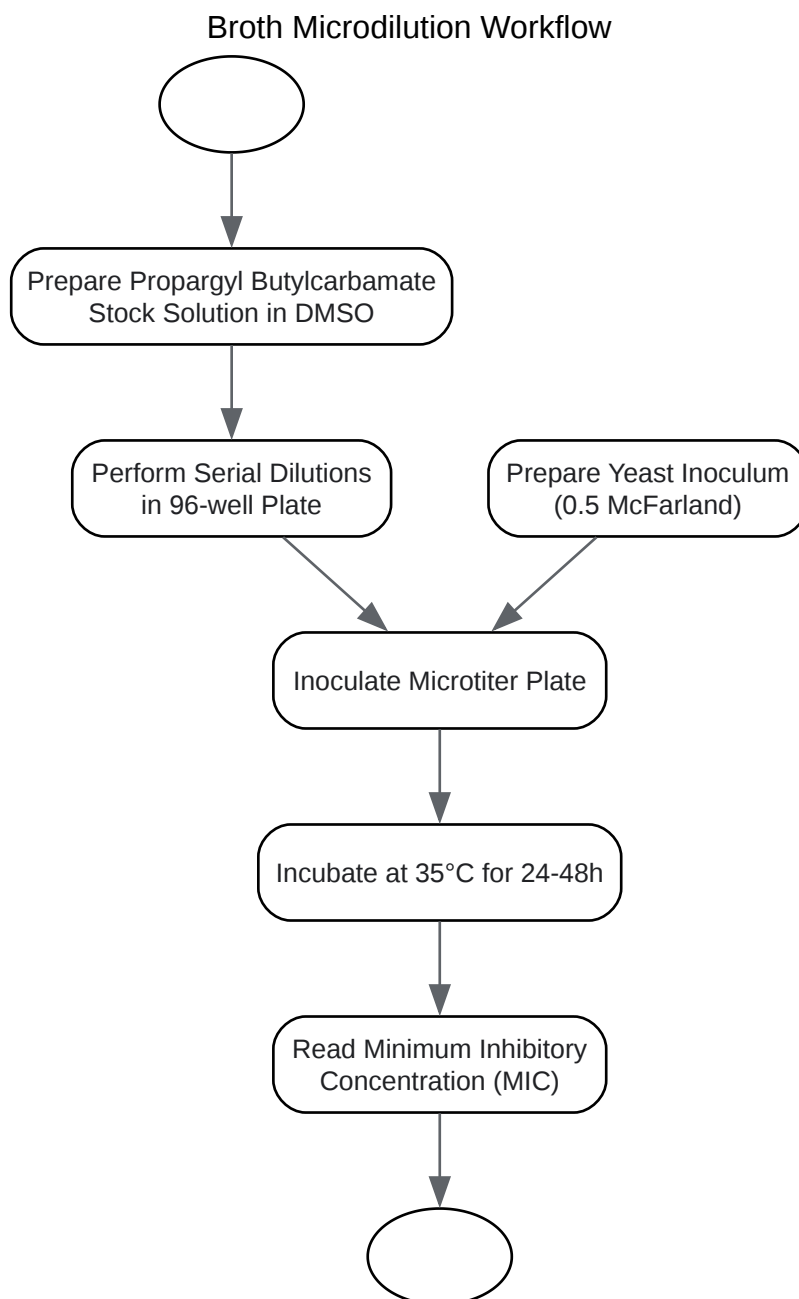 Broth Microdilution Workflow
Prepare Propargyl Butylcarbamate
Stock Solution in DMSO
Perform Serial Dilutions
in 96-well Plate
Prepare Yeast Inoculum
(0.5 McFarland)
Inoculate Microtiter Plate
Incubate at 35°C for 24-48h
Read Minimum Inhibitory
Concentration (MIC)